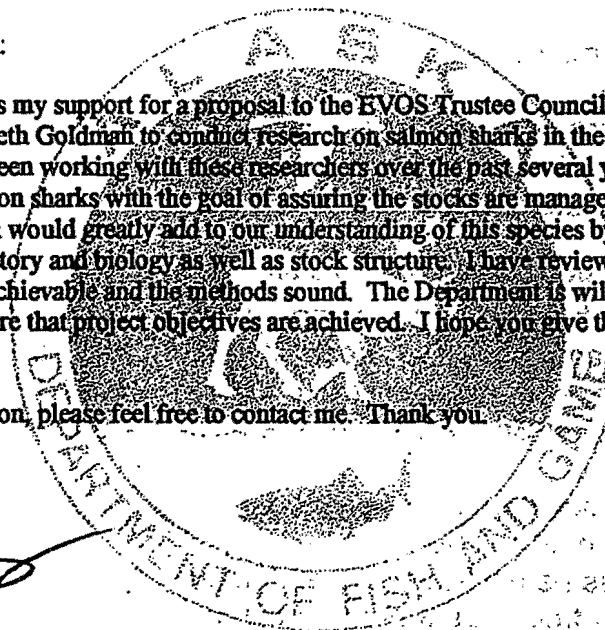 :
s my support for a proposal to the EVOS Trustee Council
eth Goldman to conduct research on salmon sharks in the
een working with these researchers over the past several y
on sharks with the goal of assuring the stocks are manage
would greatly add to our understanding of this species by
tory and biology as well as stock structure. I have review
chievable and the methods sound. The Department is wil
re that project objectives are achieved. I hope you give th
on, please feel free to contact me. Thank you.
ALASKA
DEPARTMENT OF FISH AND GAME